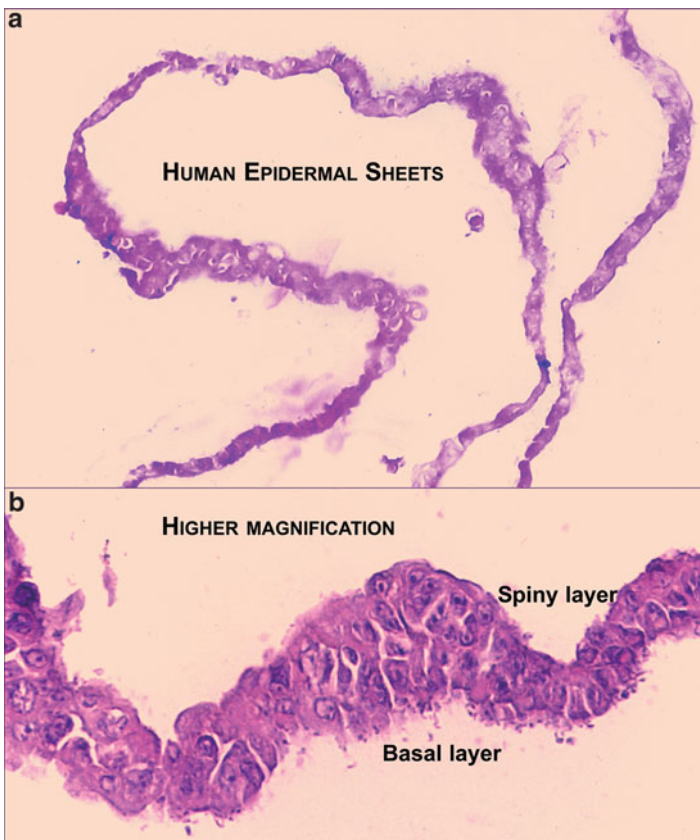 a
HUMAN EPIDERMAL SHEETS
b
HIGHER MAGNIFICATION
Spiny layer
Basal layer